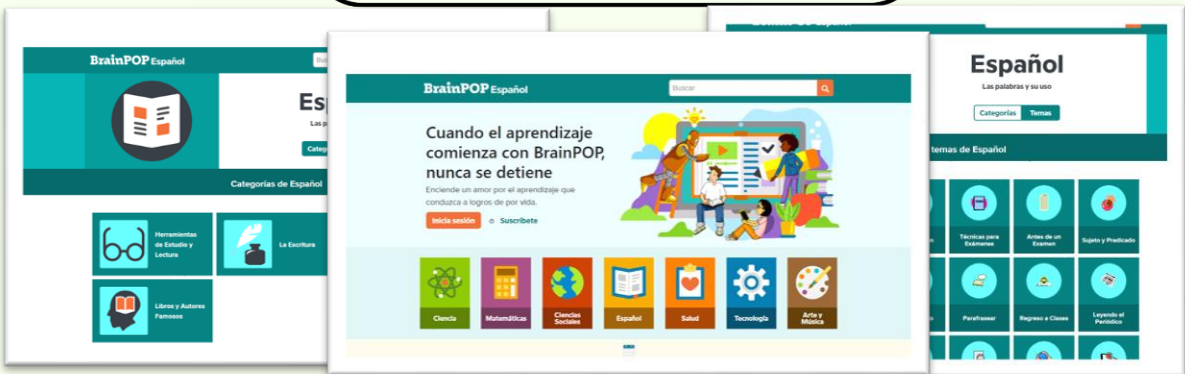 BrainPOP Español
Es
Las p
Categ
Categorías de Español
Herramientas
de Estudio y
Lectura
La Escritura
Libros y Autores
Famosos
BrainPOP Español
Buscar
Cuando el aprendizaje
comienza con BrainPOP,
nunca se detiene
Enciende un amor por el aprendizaje que
conduzca a logros de por vida.
Inicia sesión o Suscríbete
Ciencia
Matemáticas
Ciencias
Sociales
Español
Salud
Tecnología
Arte y
Música
Español
Las palabras y su uso
Categorías Temas
temas de Español
Técnicas para
Exámenes
Antes de un
Examen
Sujeto y Predicado
Parafrasear
Regreso a Clases
Leyendo el
Periódico